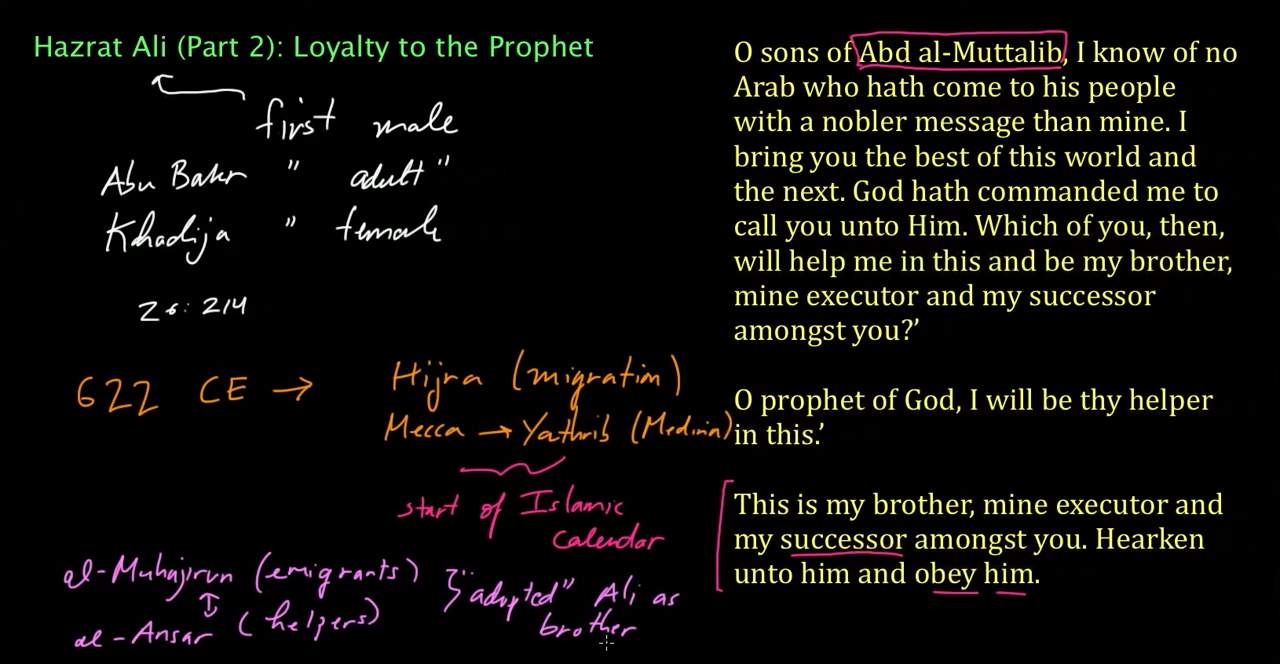 Hazrat Ali (Part 2): Loyalty to the Prophet
first male
Abu Bakr " adult "
Khadija " female
26: 214
622 CE → Hijra (migration)
Mecca → Yathrib (Medina)
start of Islamic
calendar
al-Muhajirun (emigrants)
al-Ansar (helpers)
"adopted" Ali as
brother
O sons of Abd al-Muttalib, I know of no
Arab who hath come to his people
with a nobler message than mine. I
bring you the best of this world and
the next. God hath commanded me to
call you unto Him. Which of you, then,
will help me in this and be my brother,
mine executor and my successor
amongst you?’
O prophet of God, I will be thy helper
in this.’
This is my brother, mine executor and
my successor amongst you. Hearken
unto him and obey him.